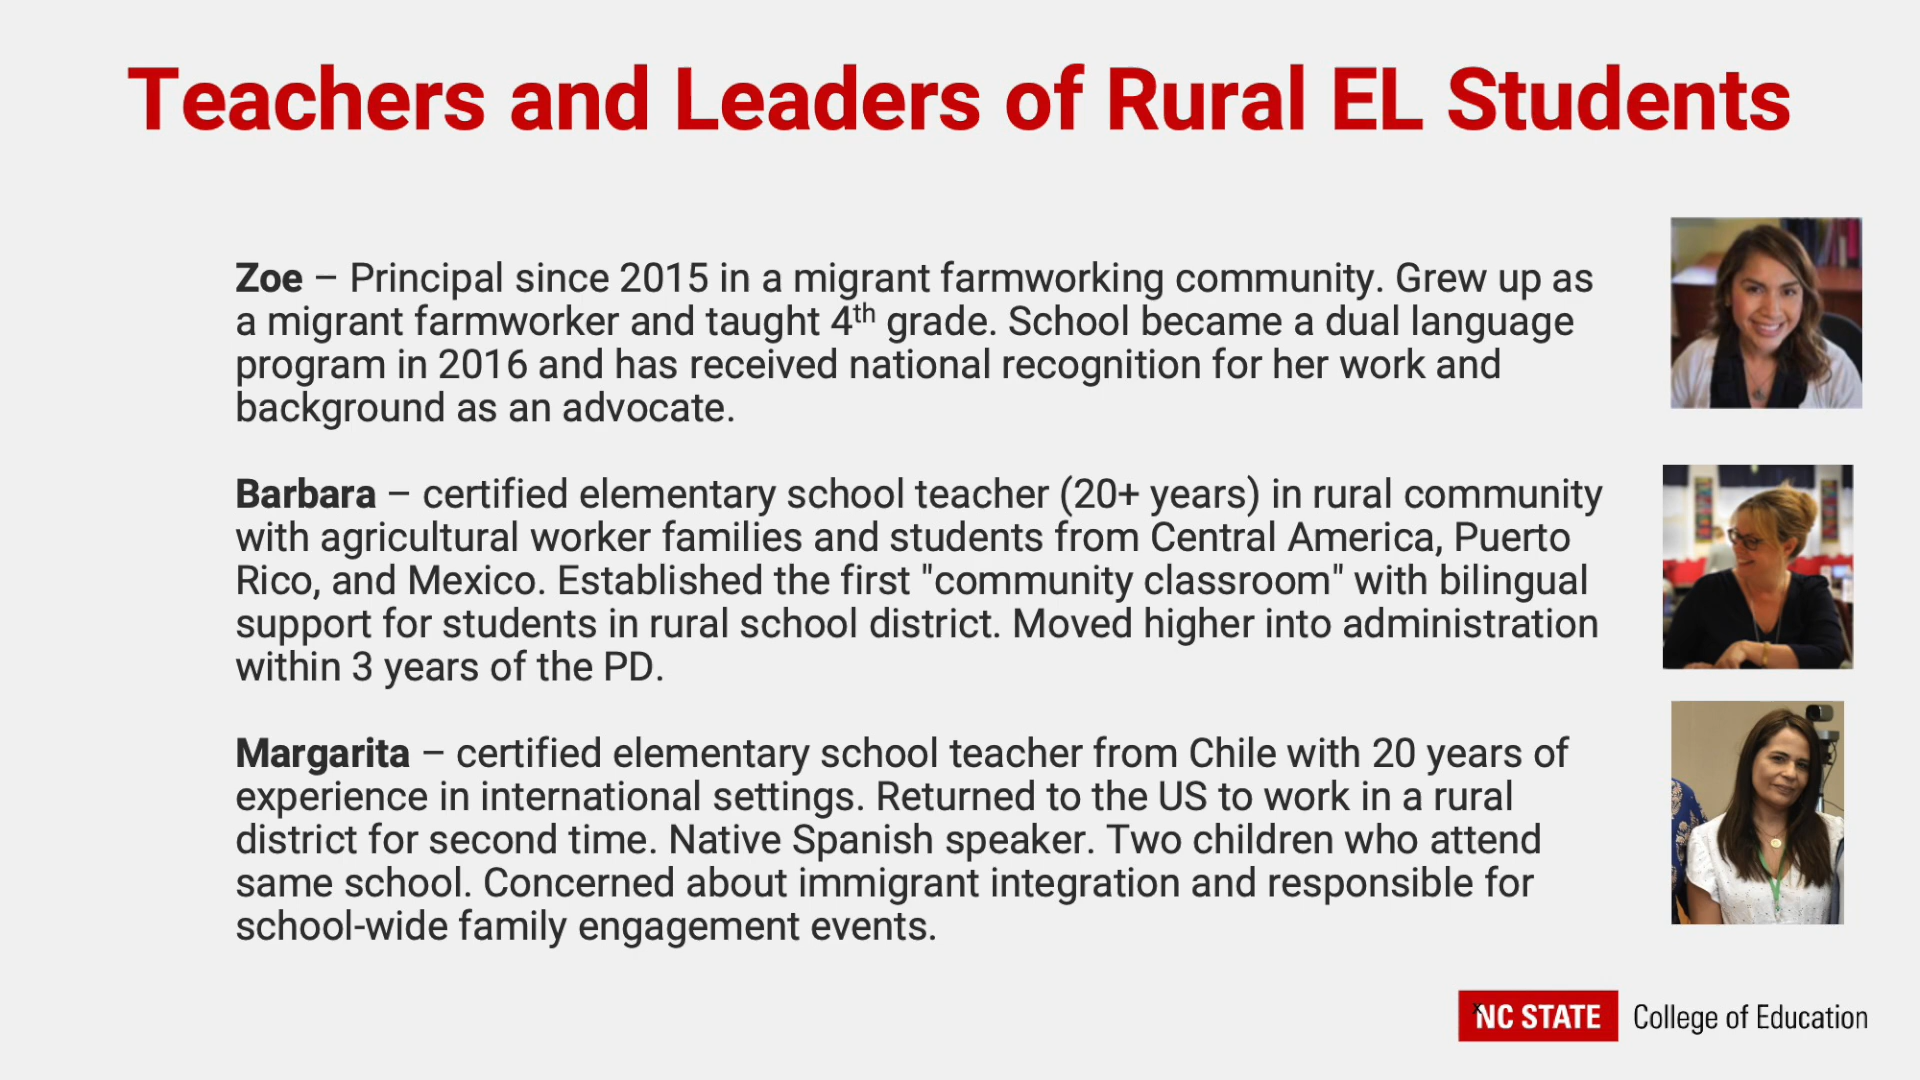 Teachers and Leaders of Rural EL Students
Zoe – Principal since 2015 in a migrant farmworking community. Grew up as
a migrant farmworker and taught 4th grade. School became a dual language
program in 2016 and has received national recognition for her work and
background as an advocate.
Barbara – certified elementary school teacher (20+ years) in rural community
with agricultural worker families and students from Central America, Puerto
Rico, and Mexico. Established the first "community classroom" with bilingual
support for students in rural school district. Moved higher into administration
within 3 years of the PD.
Margarita – certified elementary school teacher from Chile with 20 years of
experience in international settings. Returned to the US to work in a rural
district for second time. Native Spanish speaker. Two children who attend
same school. Concerned about immigrant integration and responsible for
school-wide family engagement events.
x
NC STATE College of Education